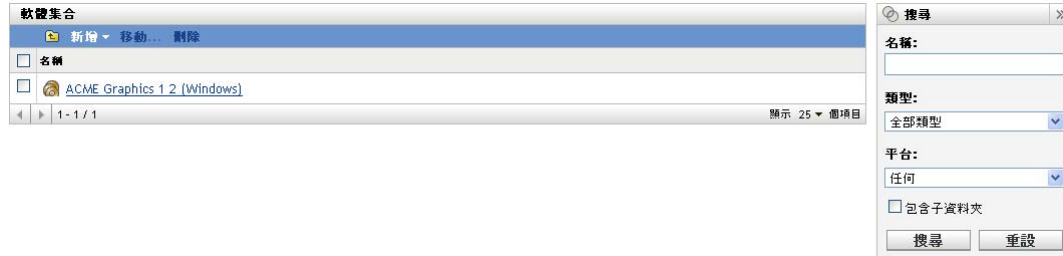 軟體集合
新增 移動... 刪除
名稱
ACME Graphics 1 2 (Windows)
1 - 1 / 1
顯示 25 個項目
搜尋
名稱:
類型:
全部類型
平台:
任何
包含子資料夾
搜尋 重設